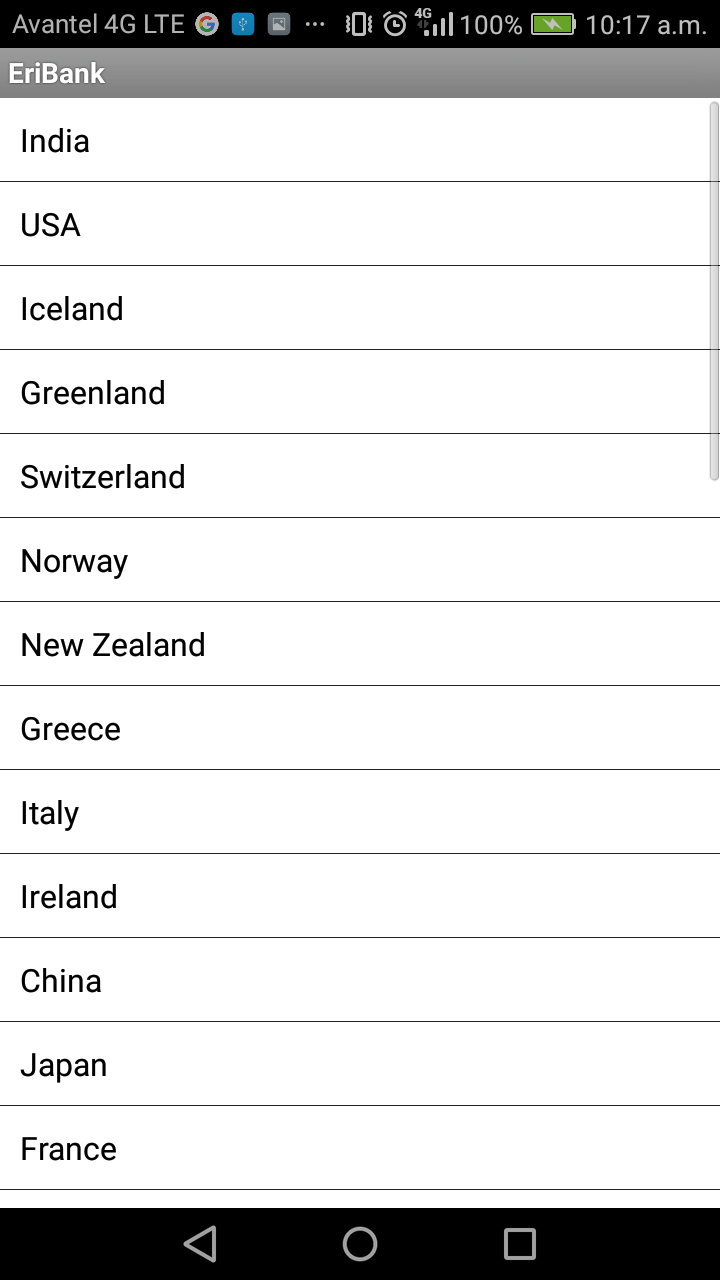 Avantel 4G LTE ... 4G 100% 10:17 a.m.
EriBank
India
USA
Iceland
Greenland
Switzerland
Norway
New Zealand
Greece
Italy
Ireland
China
Japan
France